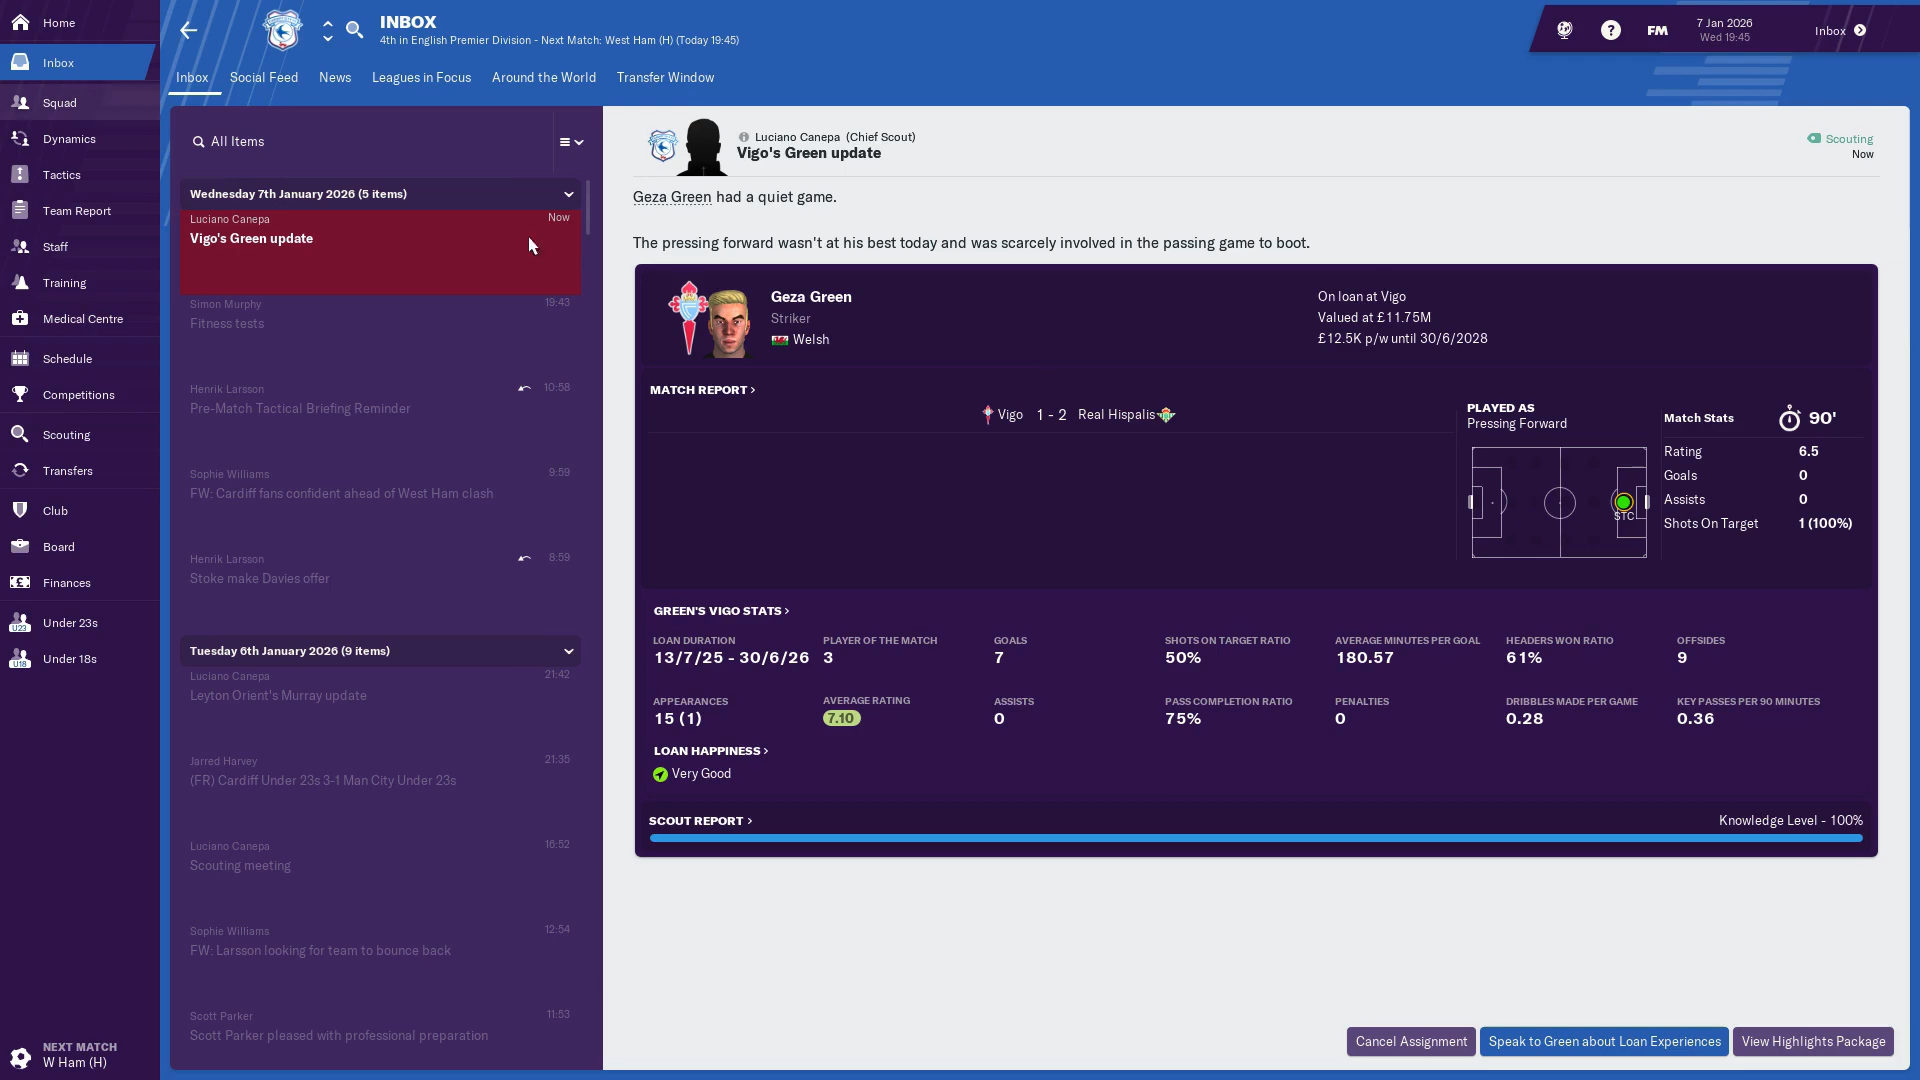 Home
Inbox
Squad
Dynamics
Tactics
Team Report
Staff
Training
Medical Centre
Schedule
Competitions
Scouting
Transfers
Club
Board
Finances
U23
Under 23s
U18
Under 18s
NEXT MATCH
W Ham (H)
INBOX
4th in English Premier Division - Next Match: West Ham (H) (Today 19:45)
FM
7 Jan 2026
Wed 19:45
Inbox
Inbox Social Feed News Leagues in Focus Around the World Transfer Window
All Items
Wednesday 7th January 2026 (5 items)
Luciano Canepa Now
Vigo's Green update
Simon Murphy 19:43
Fitness tests
Henrik Larsson 10:58
Pre-Match Tactical Briefing Reminder
Sophie Williams 9:59
FW: Cardiff fans confident ahead of West Ham clash
Henrik Larsson 8:59
Stoke make Davies offer
Tuesday 6th January 2026 (9 items)
Luciano Canepa 21:42
Leyton Orient's Murray update
Jarred Harvey 21:35
(FR) Cardiff Under 23s 3-1 Man City Under 23s
Luciano Canepa 16:52
Scouting meeting
Sophie Williams 12:54
FW: Larsson looking for team to bounce back
Scott Parker 11:53
Scott Parker pleased with professional preparation
Luciano Canepa (Chief Scout)
Vigo's Green update
Scouting
Now
Geza Green had a quiet game.
The pressing forward wasn't at his best today and was scarcely involved in the passing game to boot.
Geza Green
Striker
Welsh
On loan at Vigo
Valued at £11.75M
£12.5K p/w until 30/6/2028
MATCH REPORT >
Vigo 1 - 2 Real Hispalis
PLAYED AS
Pressing Forward
STC
Match Stats 90'
Rating 6.5
Goals 0
Assists 0
Shots On Target 1 (100%)
GREEN'S VIGO STATS >
LOAN DURATION PLAYER OF THE MATCH GOALS SHOTS ON TARGET RATIO AVERAGE MINUTES PER GOAL HEADERS WON RATIO OFFSIDES
13/7/25 - 30/6/26 3 7 50% 180.57 61% 9
APPEARANCES AVERAGE RATING ASSISTS PASS COMPLETION RATIO PENALTIES DRIBBLES MADE PER GAME KEY PASSES PER 90 MINUTES
15 (1) 7.10 0 75% 0 0.28 0.36
LOAN HAPPINESS >
Very Good
SCOUT REPORT > Knowledge Level - 100%
Cancel Assignment Speak to Green about Loan Experiences View Highlights Package